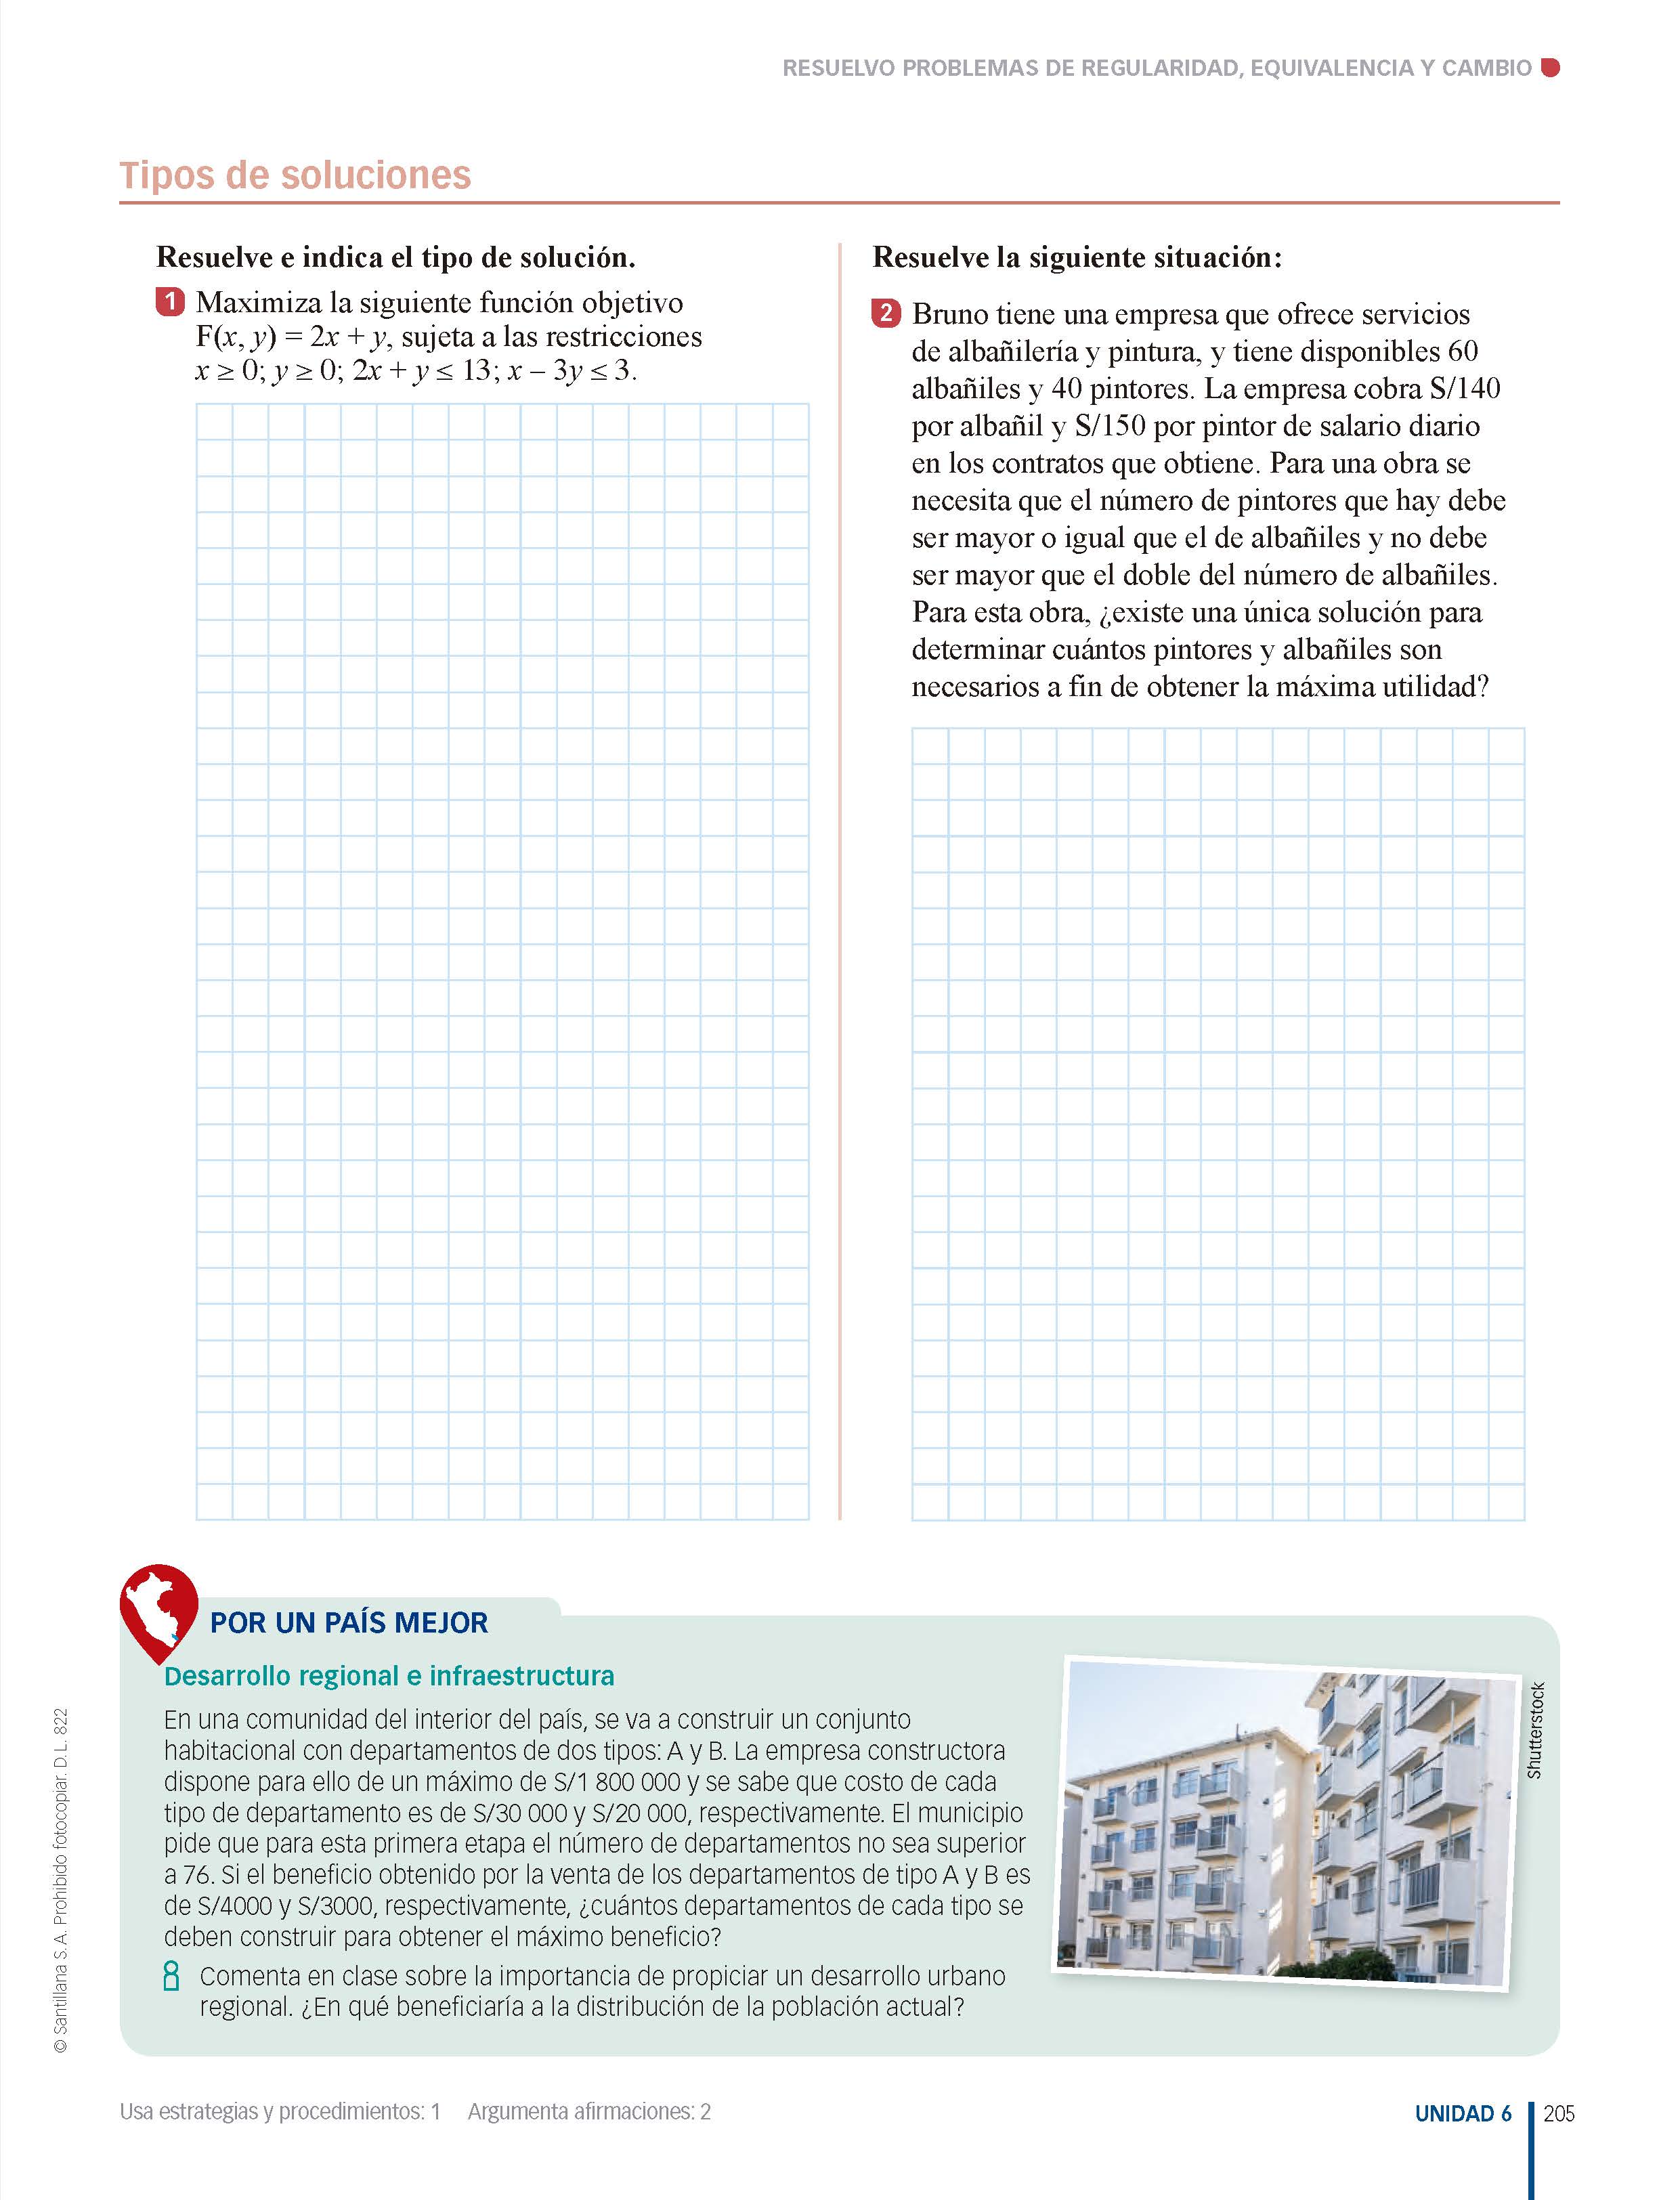 RESUELVO PROBLEMAS DE REGULARIDAD, EQUIVALENCIA Y CAMBIO
Tipos de soluciones
Resuelve e indica el tipo de solución.
1 Maximiza la siguiente función objetivo
F(x, y) = 2x + y, sujeta a las restricciones
x ≥ 0; y ≥ 0; 2x + y ≤ 13; x – 3y ≤ 3.
Resuelve la siguiente situación:
2 Bruno tiene una empresa que ofrece servicios
de albañilería y pintura, y tiene disponibles 60
albañiles y 40 pintores. La empresa cobra S/140
por albañil y S/150 por pintor de salario diario
en los contratos que obtiene. Para una obra se
necesita que el número de pintores que hay debe
ser mayor o igual que el de albañiles y no debe
ser mayor que el doble del número de albañiles.
Para esta obra, ¿existe una única solución para
determinar cuántos pintores y albañiles son
necesarios a fin de obtener la máxima utilidad?
POR UN PAÍS MEJOR
Desarrollo regional e infraestructura
En una comunidad del interior del país, se va a construir un conjunto
habitacional con departamentos de dos tipos: A y B. La empresa constructora
dispone para ello de un máximo de S/1 800 000 y se sabe que costo de cada
tipo de departamento es de S/30 000 y S/20 000, respectivamente. El municipio
pide que para esta primera etapa el número de departamentos no sea superior
a 76. Si el beneficio obtenido por la venta de los departamentos de tipo A y B es
de S/4000 y S/3000, respectivamente, ¿cuántos departamentos de cada tipo se
deben construir para obtener el máximo beneficio?
Comenta en clase sobre la importancia de propiciar un desarrollo urbano
regional. ¿En qué beneficiaría a la distribución de la población actual?
Shutterstock
© Santillana S. A. Prohibido fotocopiar. D. L. 822
Usa estrategias y procedimientos: 1 Argumenta afirmaciones: 2
UNIDAD 6 205